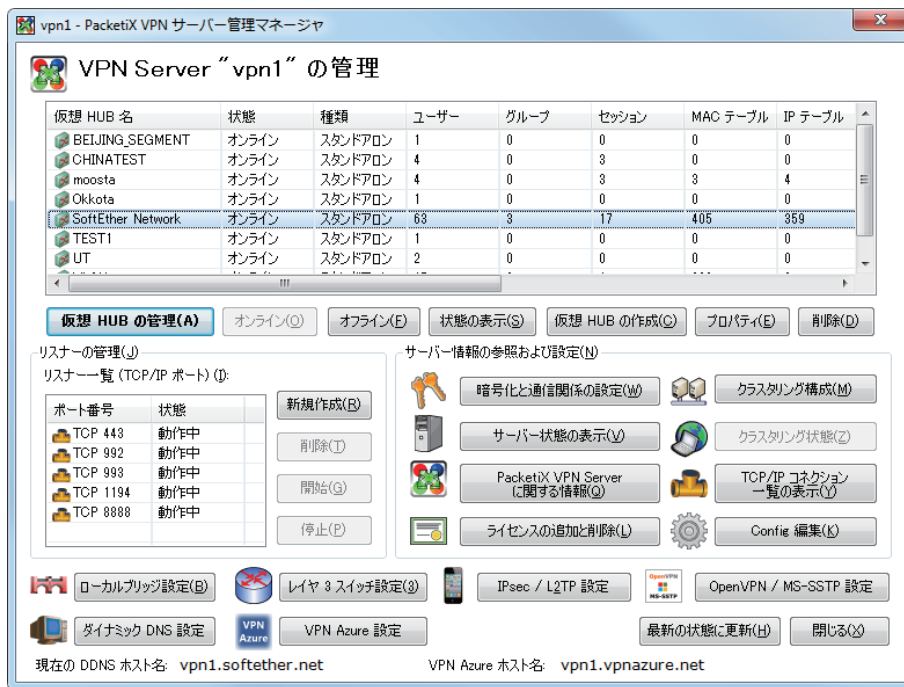 vpn1 - PacketiX VPN サーバー管理マネージャ
VPN Server "vpn1" の管理
仮想 HUB 名 状態 種類 ユーザー グループ セッション MAC テーブル IP テーブル
BEIJING_SEGMENT オンライン スタンドアロン 1 0 0 0 0
CHINATEST オンライン スタンドアロン 4 0 3 0 0
moosta オンライン スタンドアロン 4 0 3 3 4
Okkota オンライン スタンドアロン 1 0 0 0 0
SoftEther Network オンライン スタンドアロン 63 3 17 405 359
TEST1 オンライン スタンドアロン 1 0 0 0 0
UT オンライン スタンドアロン 2 0 0 0 0
仮想 HUB の管理(A) オンライン(O) オフライン(F) 状態の表示(S) 仮想 HUB の作成(C) プロパティ(E) 削除(D)
リスナーの管理(J)
リスナー一覧 (TCP/IP ポート) (I):
ポート番号 状態
TCP 443 動作中
TCP 992 動作中
TCP 993 動作中
TCP 1194 動作中
TCP 8888 動作中
新規作成(R)
削除(T)
開始(G)
停止(P)
サーバー情報の参照および設定(N)
暗号化と通信関係の設定(W) クラスタリング構成(M)
サーバー状態の表示(V) クラスタリング状態(Z)
PacketiX VPN Server
に関する情報(Q)
TCP/IP コネクション
一覧の表示(Y)
ライセンスの追加と削除(L) Config 編集(K)
ローカルブリッジ設定(B) レイヤ 3 スイッチ設定(3) IPsec / L2TP 設定
OpenVPN
MS-SSTP
OpenVPN / MS-SSTP 設定
ダイナミック DNS 設定
VPN
Azure
VPN Azure 設定 最新の状態に更新(H) 閉じる(X)
現在の DDNS ホスト名: vpn1.softether.net VPN Azure ホスト名: vpn1.vpnazure.net